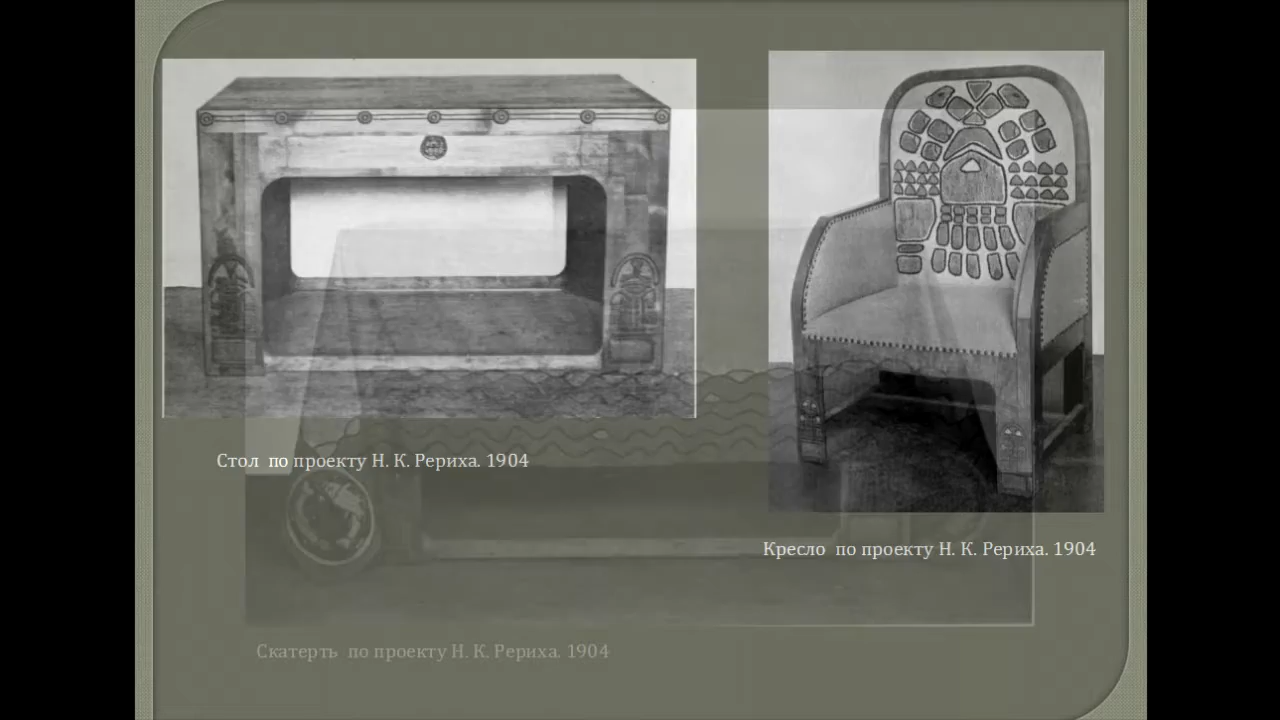 Стол  по проекту Н. К. Рериха. 1904
Кресло  по проекту Н. К. Рериха. 1904
Скатерть  по проекту Н. К. Рериха. 1904